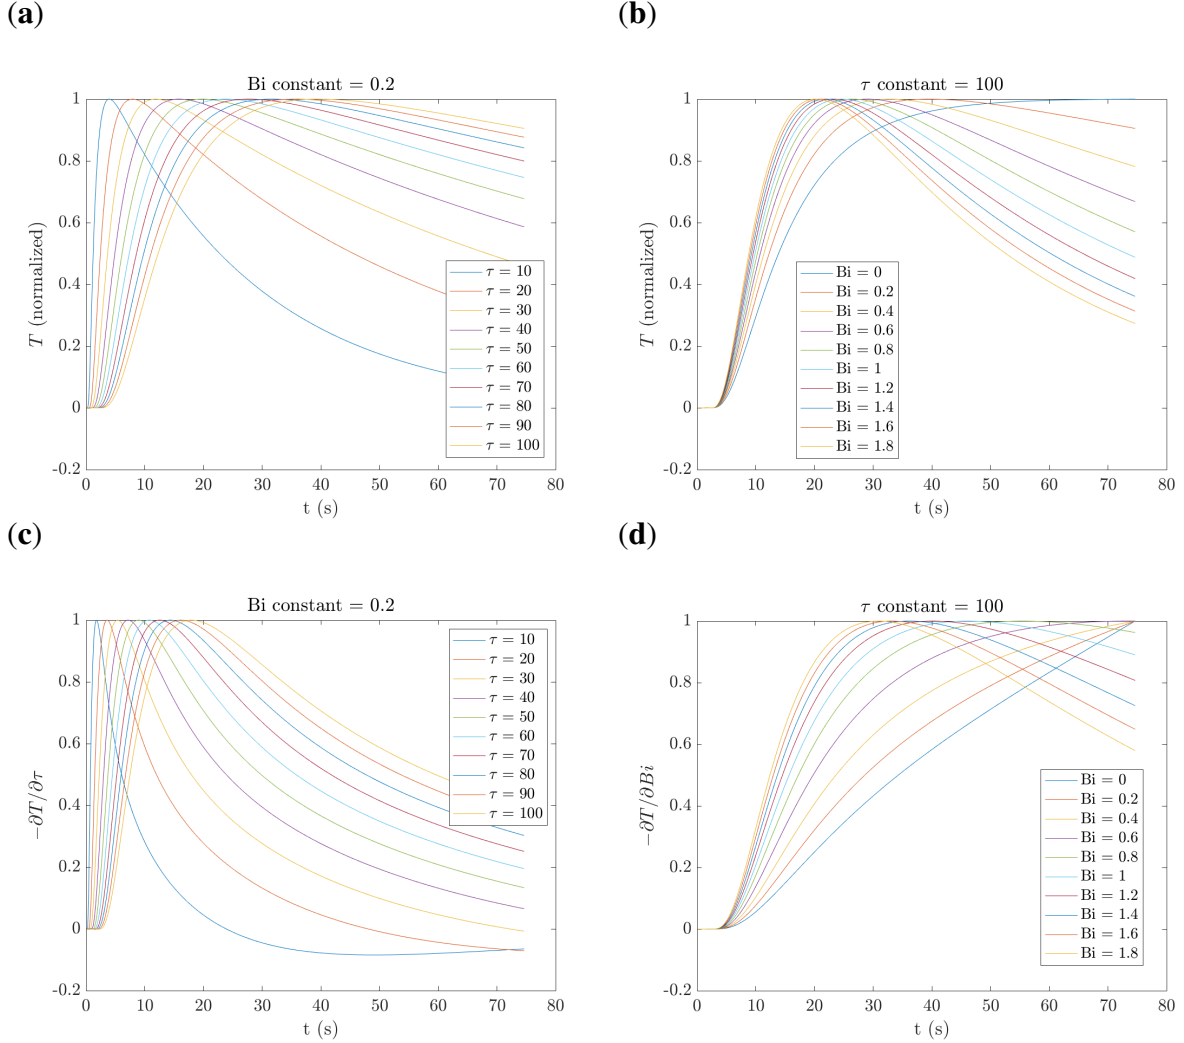 (a)
Bi constant = 0.2
1
0.8
0.6
0.4
0.2
0
-0.2
T (normalized)
0 10 20 30 40 50 60 70 80
t (s)
τ = 10
τ = 20
τ = 30
τ = 40
τ = 50
τ = 60
τ = 70
τ = 80
τ = 90
τ = 100
(b)
τ constant = 100
1
0.8
0.6
0.4
0.2
0
-0.2
T (normalized)
0 10 20 30 40 50 60 70 80
t (s)
Bi = 0
Bi = 0.2
Bi = 0.4
Bi = 0.6
Bi = 0.8
Bi = 1
Bi = 1.2
Bi = 1.4
Bi = 1.6
Bi = 1.8
(c)
Bi constant = 0.2
1
0.8
0.6
0.4
0.2
0
-0.2
−∂T/∂τ
0 10 20 30 40 50 60 70 80
t (s)
τ = 10
τ = 20
τ = 30
τ = 40
τ = 50
τ = 60
τ = 70
τ = 80
τ = 90
τ = 100
(d)
τ constant = 100
1
0.8
0.6
0.4
0.2
0
-0.2
−∂T/∂Bi
0 10 20 30 40 50 60 70 80
t (s)
Bi = 0
Bi = 0.2
Bi = 0.4
Bi = 0.6
Bi = 0.8
Bi = 1
Bi = 1.2
Bi = 1.4
Bi = 1.6
Bi = 1.8